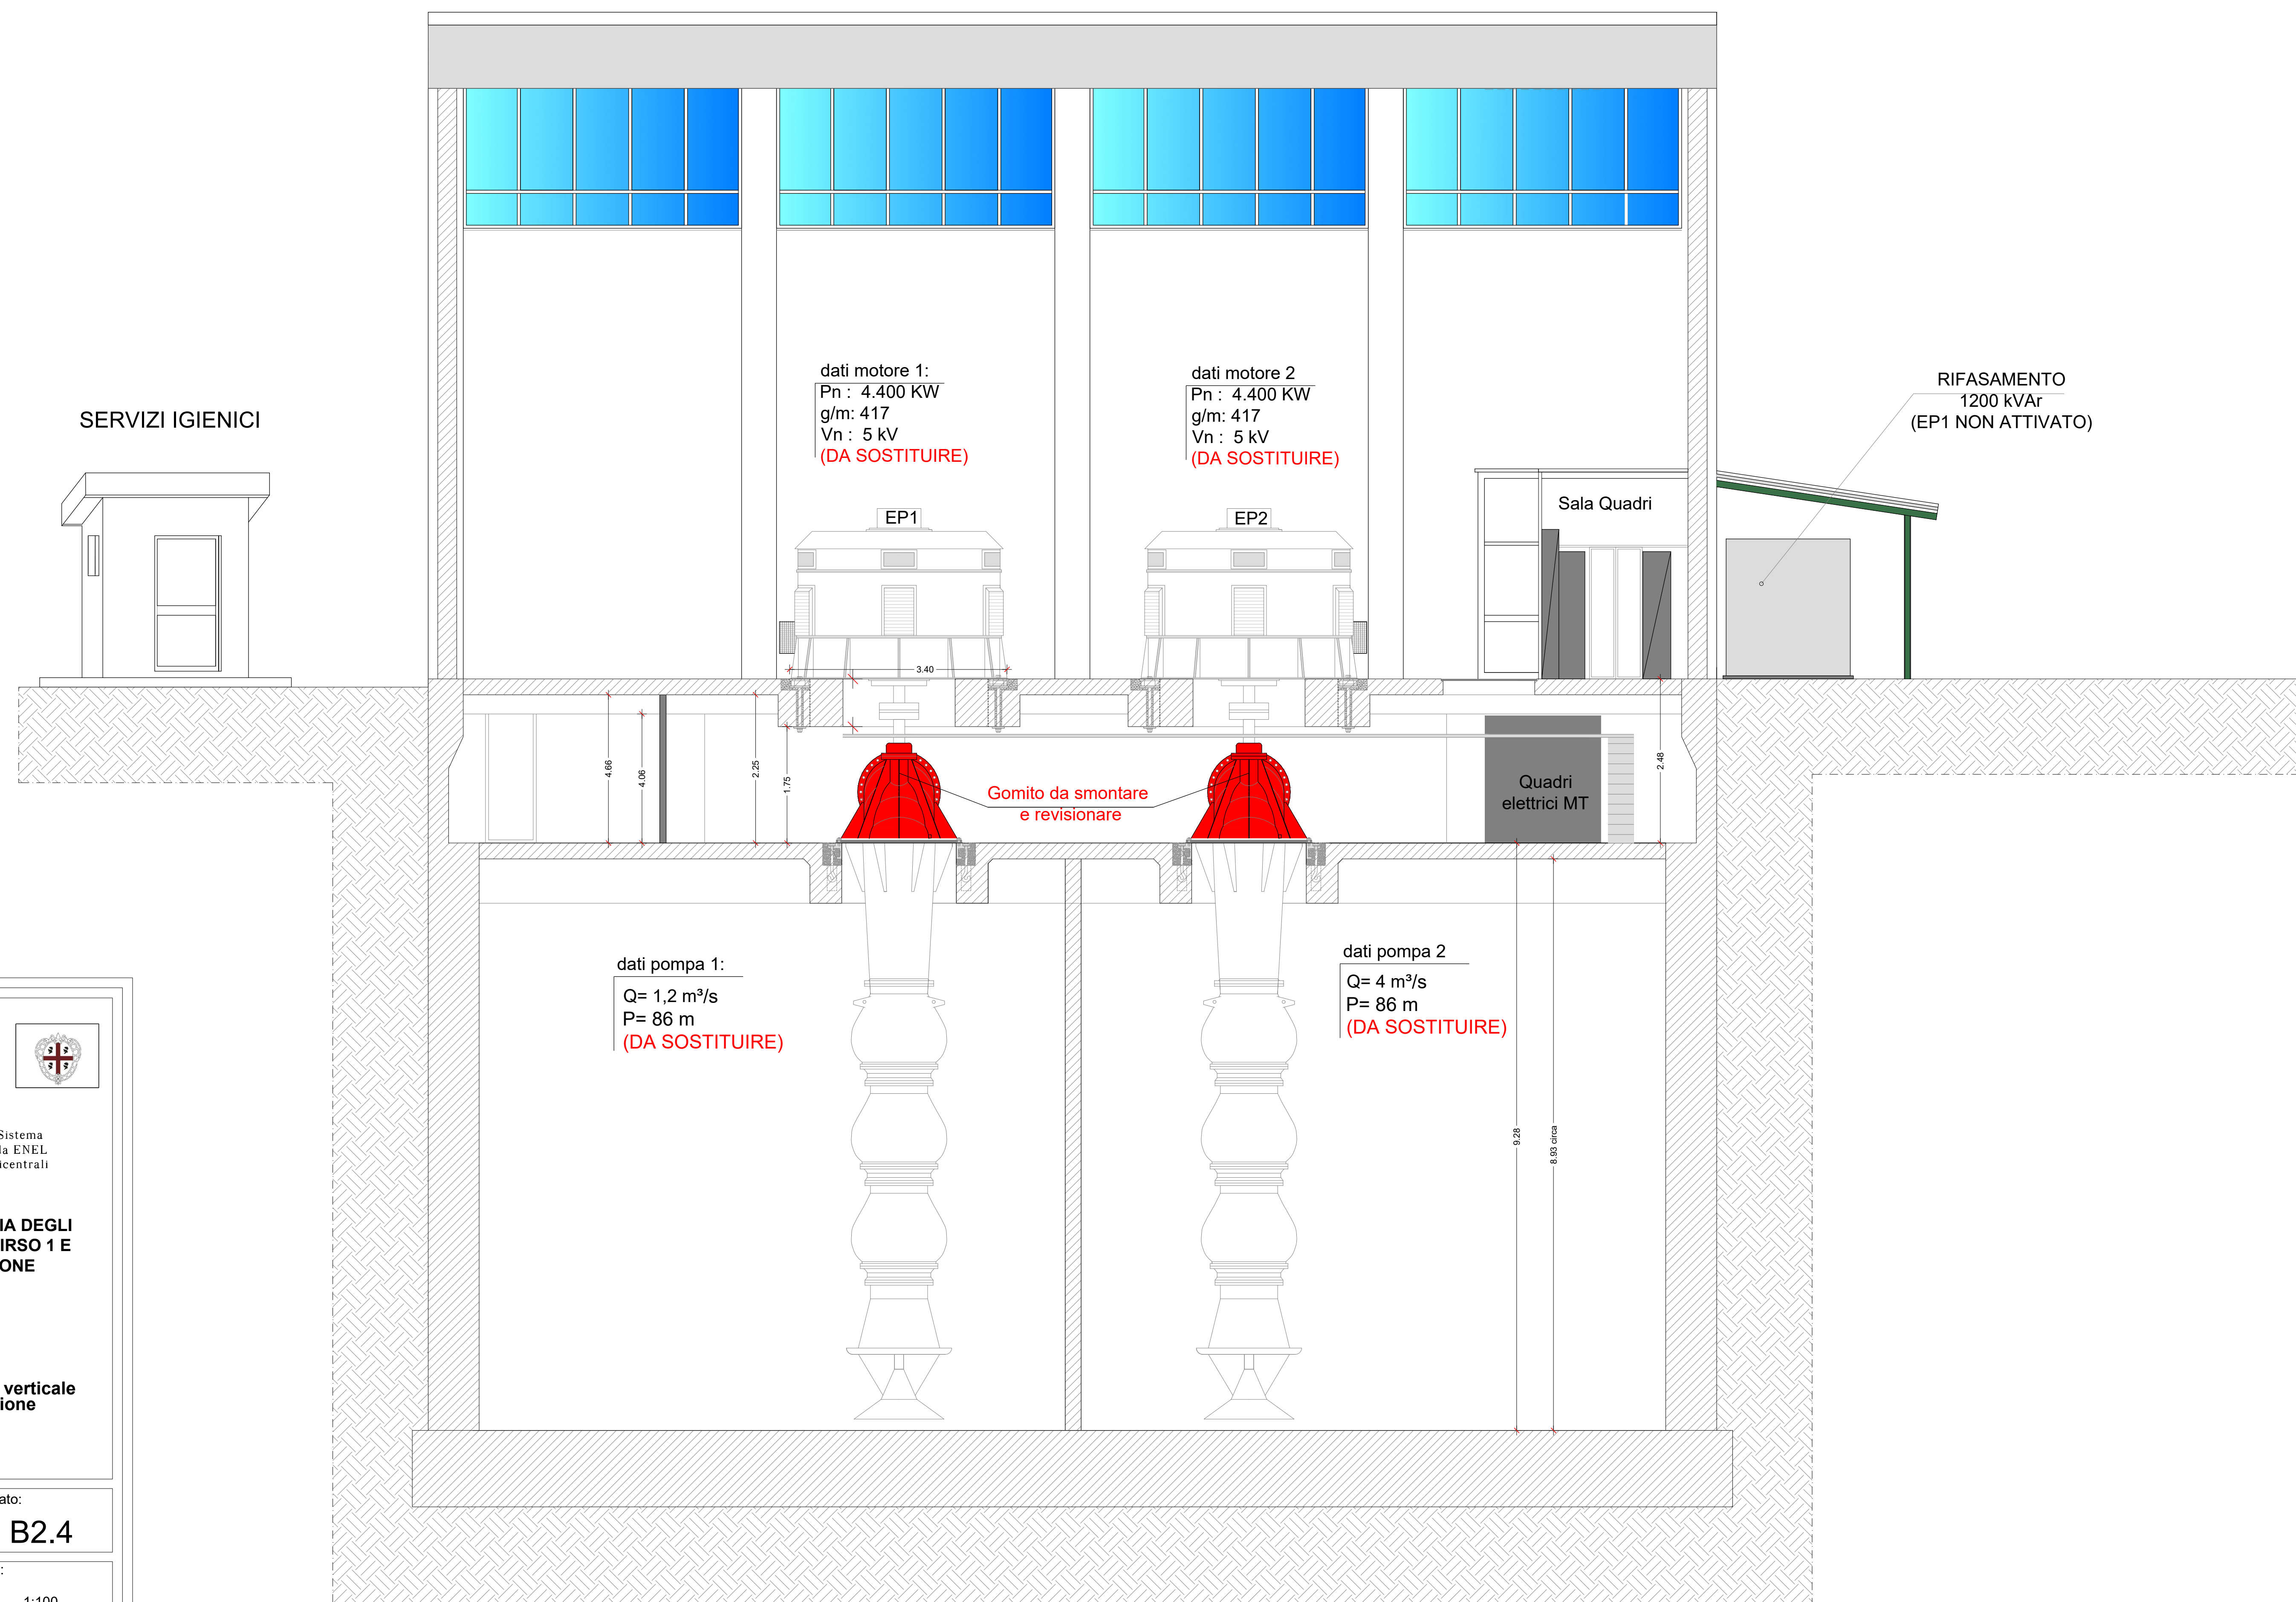 SERVIZI IGIENICI
dati motore 1:
Pn : 4.400 KW
g/m: 417
Vn : 5 kV
(DA SOSTITUIRE)
dati motore 2
Pn : 4.400 KW
g/m: 417
Vn : 5 kV
(DA SOSTITUIRE)
RIFASAMENTO
1200 kVAr
(EP1 NON ATTIVATO)
EP1
EP2
Sala Quadri
3.40
4.66
4.06
2.25
1.75
2.48
Gomito da smontare
e revisionare
Quadri
elettrici MT
dati pompa 1:
Q= 1,2 m³/s
P= 86 m
(DA SOSTITUIRE)
dati pompa 2
Q= 4 m³/s
P= 86 m
(DA SOSTITUIRE)
9.28
8.93 circa
Sistema
la ENEL
icentrali
IA DEGLI
IRSO 1 E
ONE
verticale
ione
ato:
B2.4
:
1:100